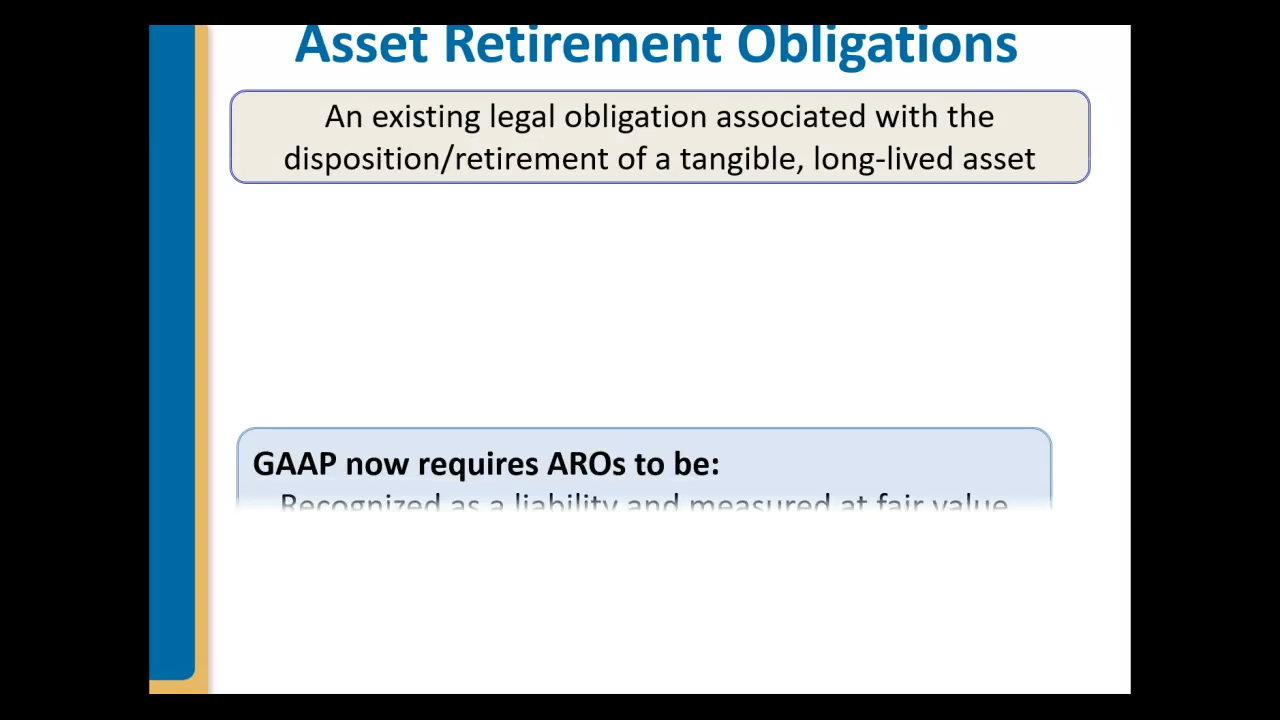 Asset Retirement Obligations
An existing legal obligation associated with the
disposition/retirement of a tangible, long-lived asset
GAAP now requires AROs to be:
Recognized as a liability and measured at fair value